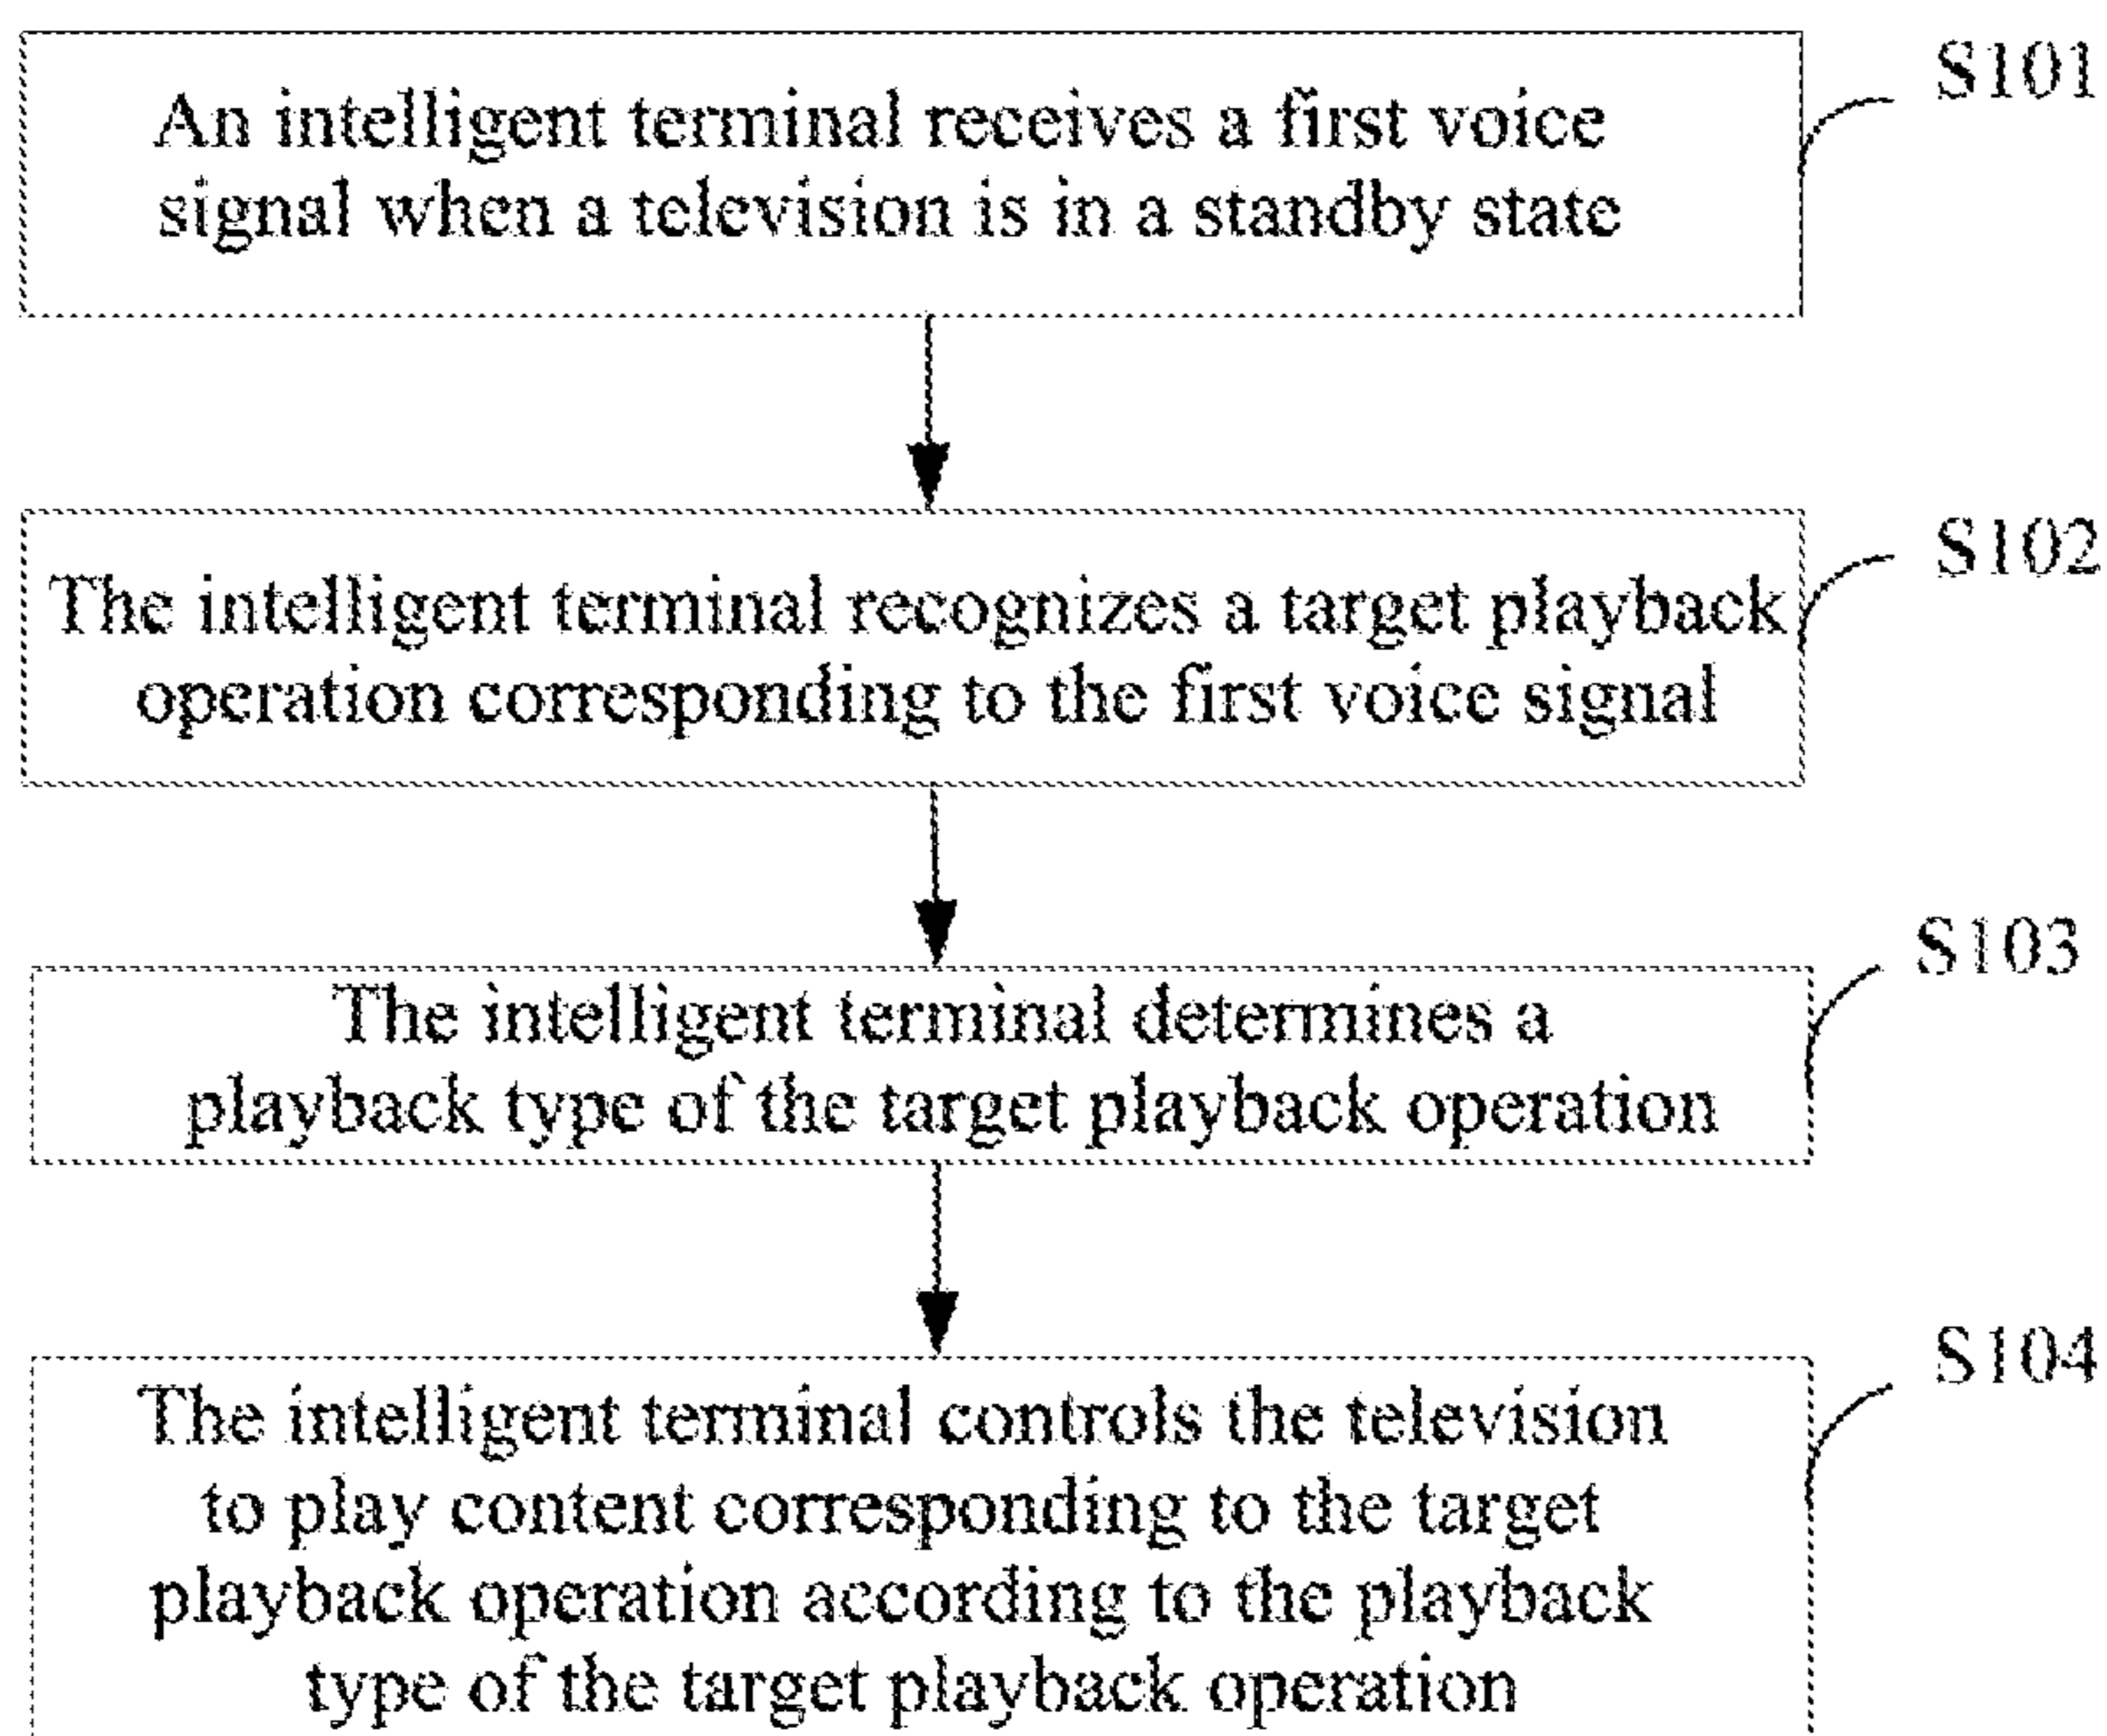 An intelligent terminal receives a first voice
signal when a television is in a standby state
S101
The intelligent terminal recognizes a target playback
operation corresponding to the first voice signal
S102
The intelligent terminal determines a
playback type of the target playback operation
S103
The intelligent terminal controls the television
to play content corresponding to the target
playback operation according to the playback
type of the target playback operation
S104